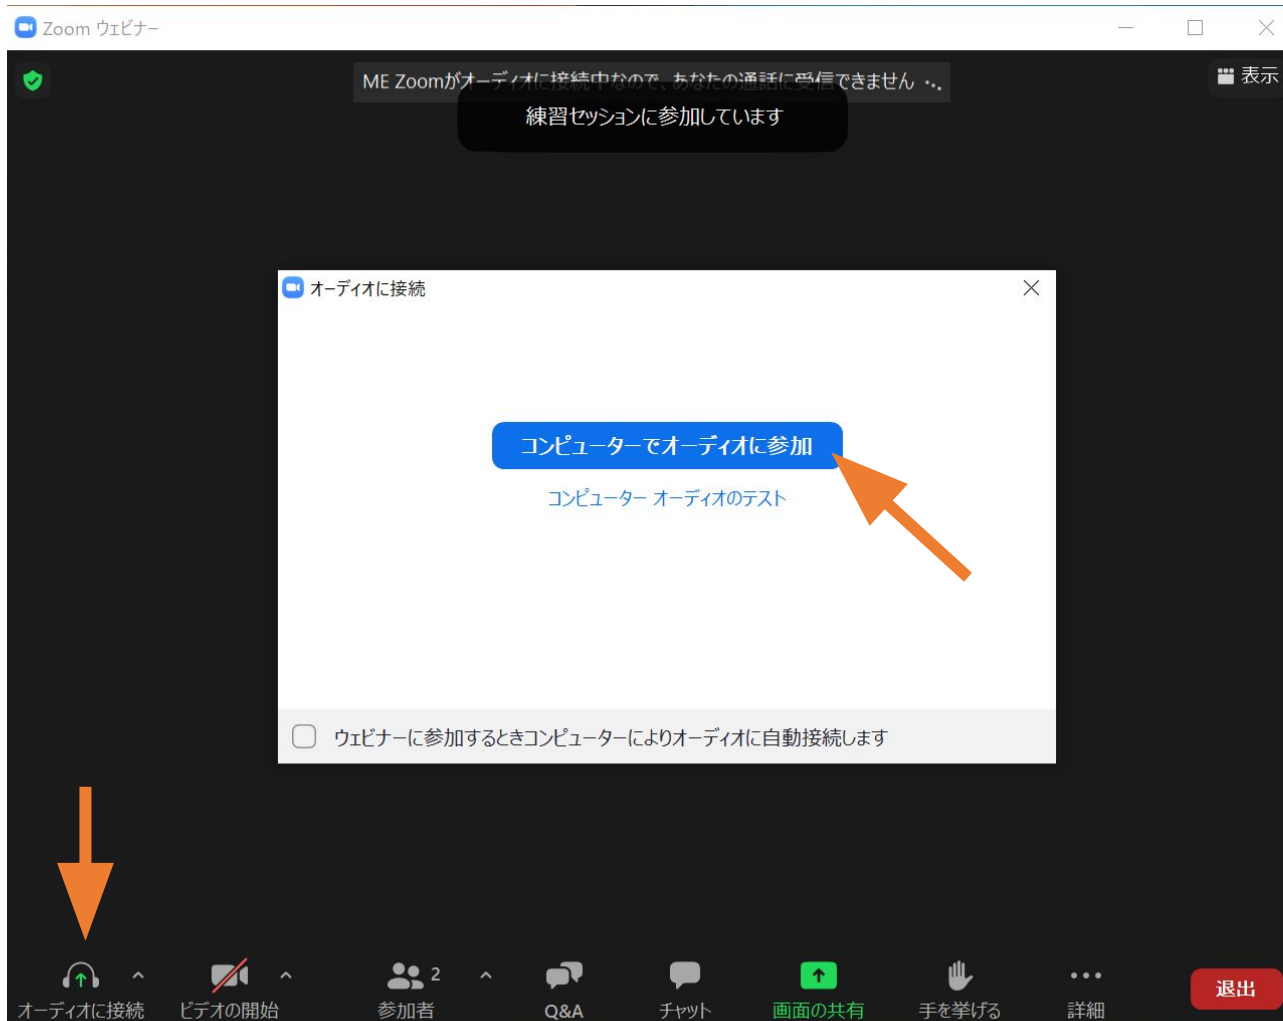 Zoom ウェビナー
ME Zoomがオーディオに接続中なので、あなたの通話に受信できません
表示
練習セッションに参加しています
オーディオに接続
コンピューターでオーディオに参加
コンピューター オーディオのテスト
ウェビナーに参加するときコンピューターによりオーディオに自動接続します
オーディオに接続
ビデオの開始
2
参加者
Q&A
チャット
画面の共有
手を挙げる
詳細
退出